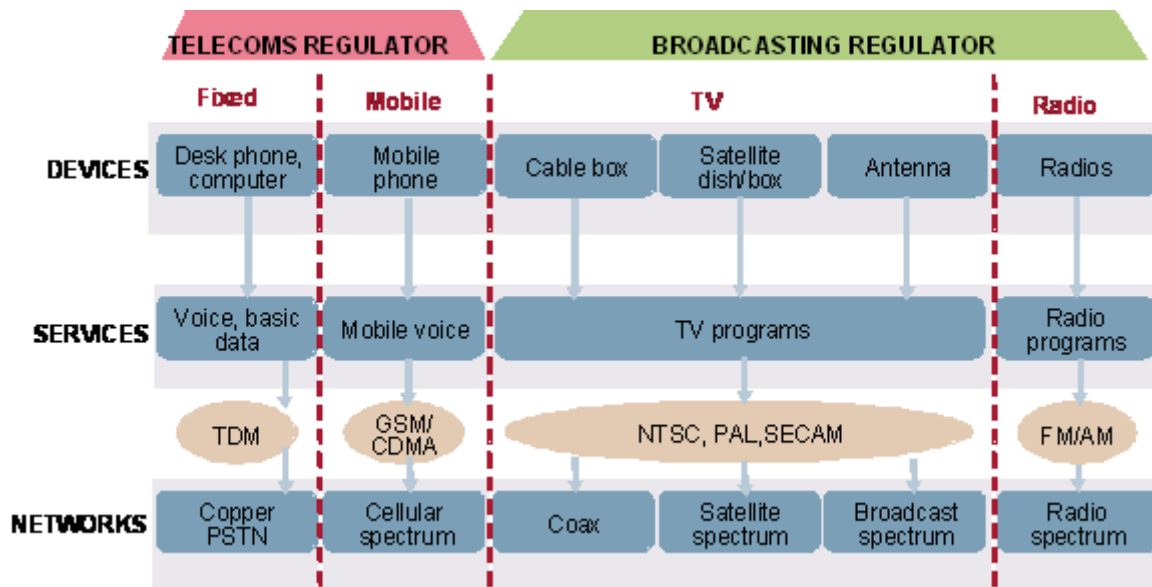 TELECOMS REGULATOR
BROADCASTING REGULATOR
Fixed
Mobile
TV
Radio
DEVICES
Desk phone,
computer
Mobile
phone
Cable box
Satellite
dish/box
Antenna
Radios
SERVICES
Voice, basic
data
Mobile voice
TV programs
Radio
programs
TDM
GSM/
CDMA
NTSC, PAL,SECAM
FM/AM
NETWORKS
Copper
PSTN
Cellular
spectrum
Coax
Satellite
spectrum
Broadcast
spectrum
Radio
spectrum